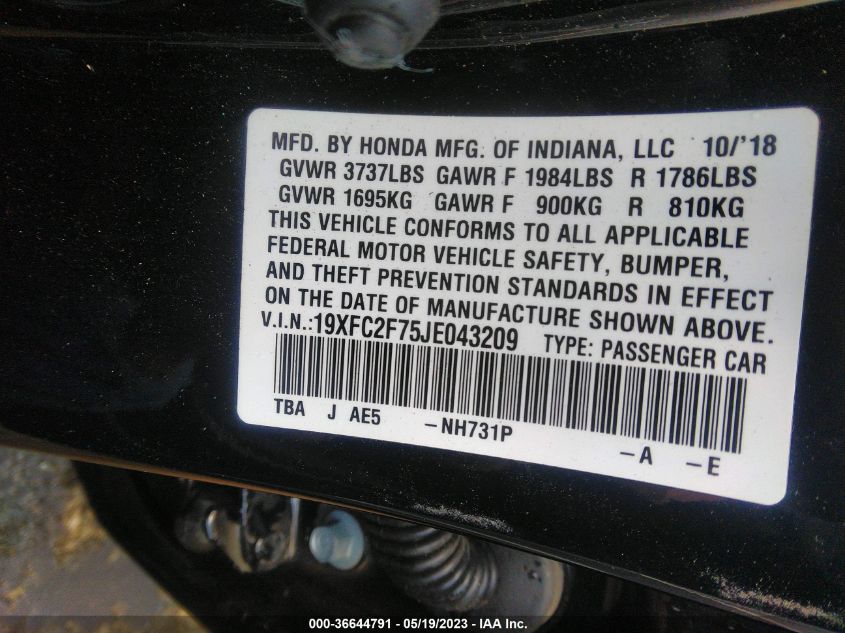 MFD. BY HONDA MFG. OF INDIANA, LLC 10/'18
GVWR 3737LBS GAWR F 1984LBS R 1786LBS
GVWR 1695KG GAWR F 900KG R 810KG
THIS VEHICLE CONFORMS TO ALL APPLICABLE
FEDERAL MOTOR VEHICLE SAFETY, BUMPER,
AND THEFT PREVENTION STANDARDS IN EFFECT
ON THE DATE OF MANUFACTURE SHOWN ABOVE.
V.I.N.:19XFC2F75JE043209 TYPE: PASSENGER CAR
TBA J AE5 -NH731P -A -E
000-36644791 - 05/19/2023 - IAA Inc.